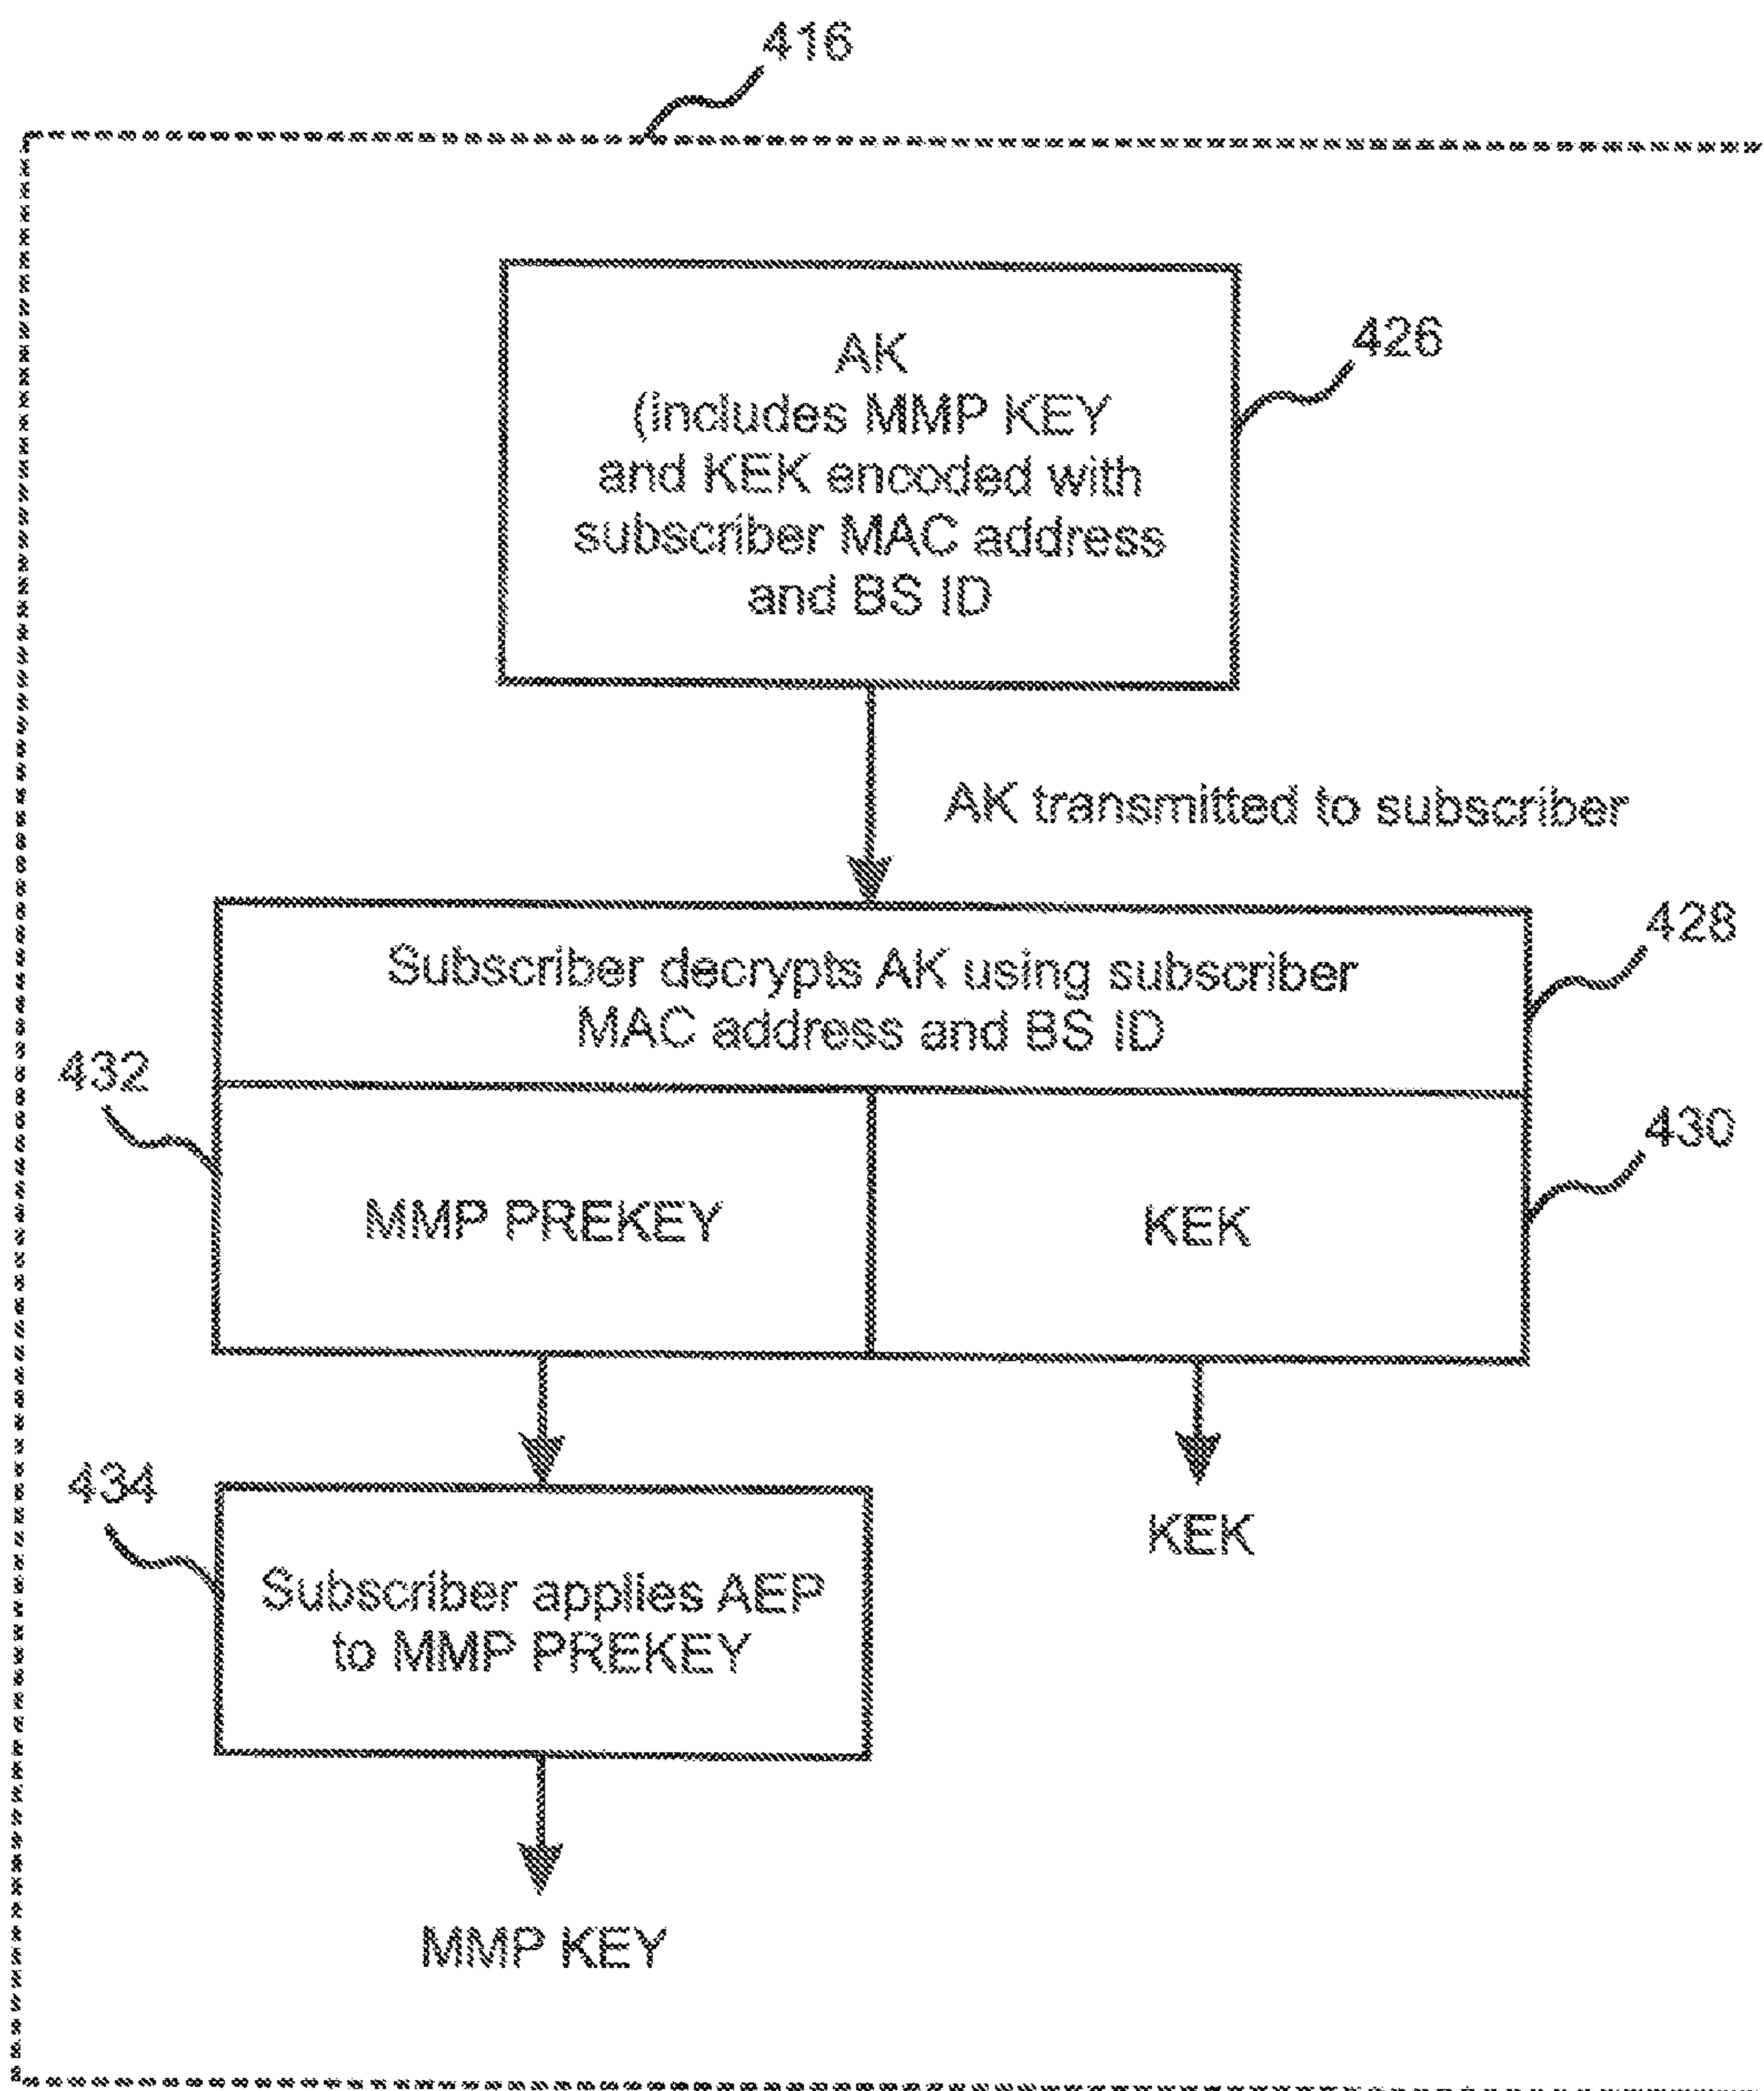 416
AK
(includes MMP KEY
and KEK encoded with
subscriber MAC address
and BS ID
426
AK transmitted to subscriber
Subscriber decrypts AK using subscriber
MAC address and BS ID
428
432
MMP PREKEY
KEK
430
434
Subscriber applies AEP
to MMP PREKEY
KEK
MMP KEY